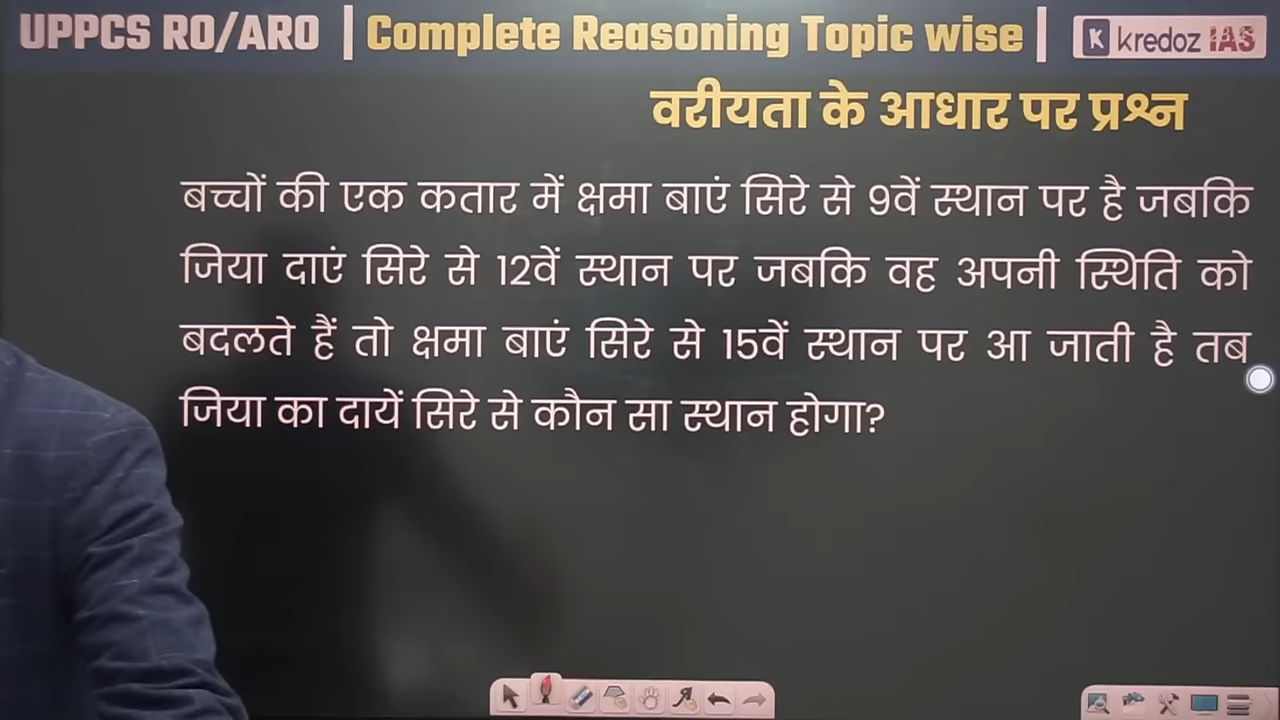 UPPCS RO/ARO | Complete Reasoning Topic wise | K kredoz IAS
वरीयता के आधार पर प्रश्न
बच्चों की एक कतार में क्षमा बाएं सिरे से 9वें स्थान पर है जबकि
जिया दाएं सिरे से 12वें स्थान पर जबकि वह अपनी स्थिति को
बदलते हैं तो क्षमा बाएं सिरे से 15वें स्थान पर आ जाती है तब
जिया का दायें सिरे से कौन सा स्थान होगा?